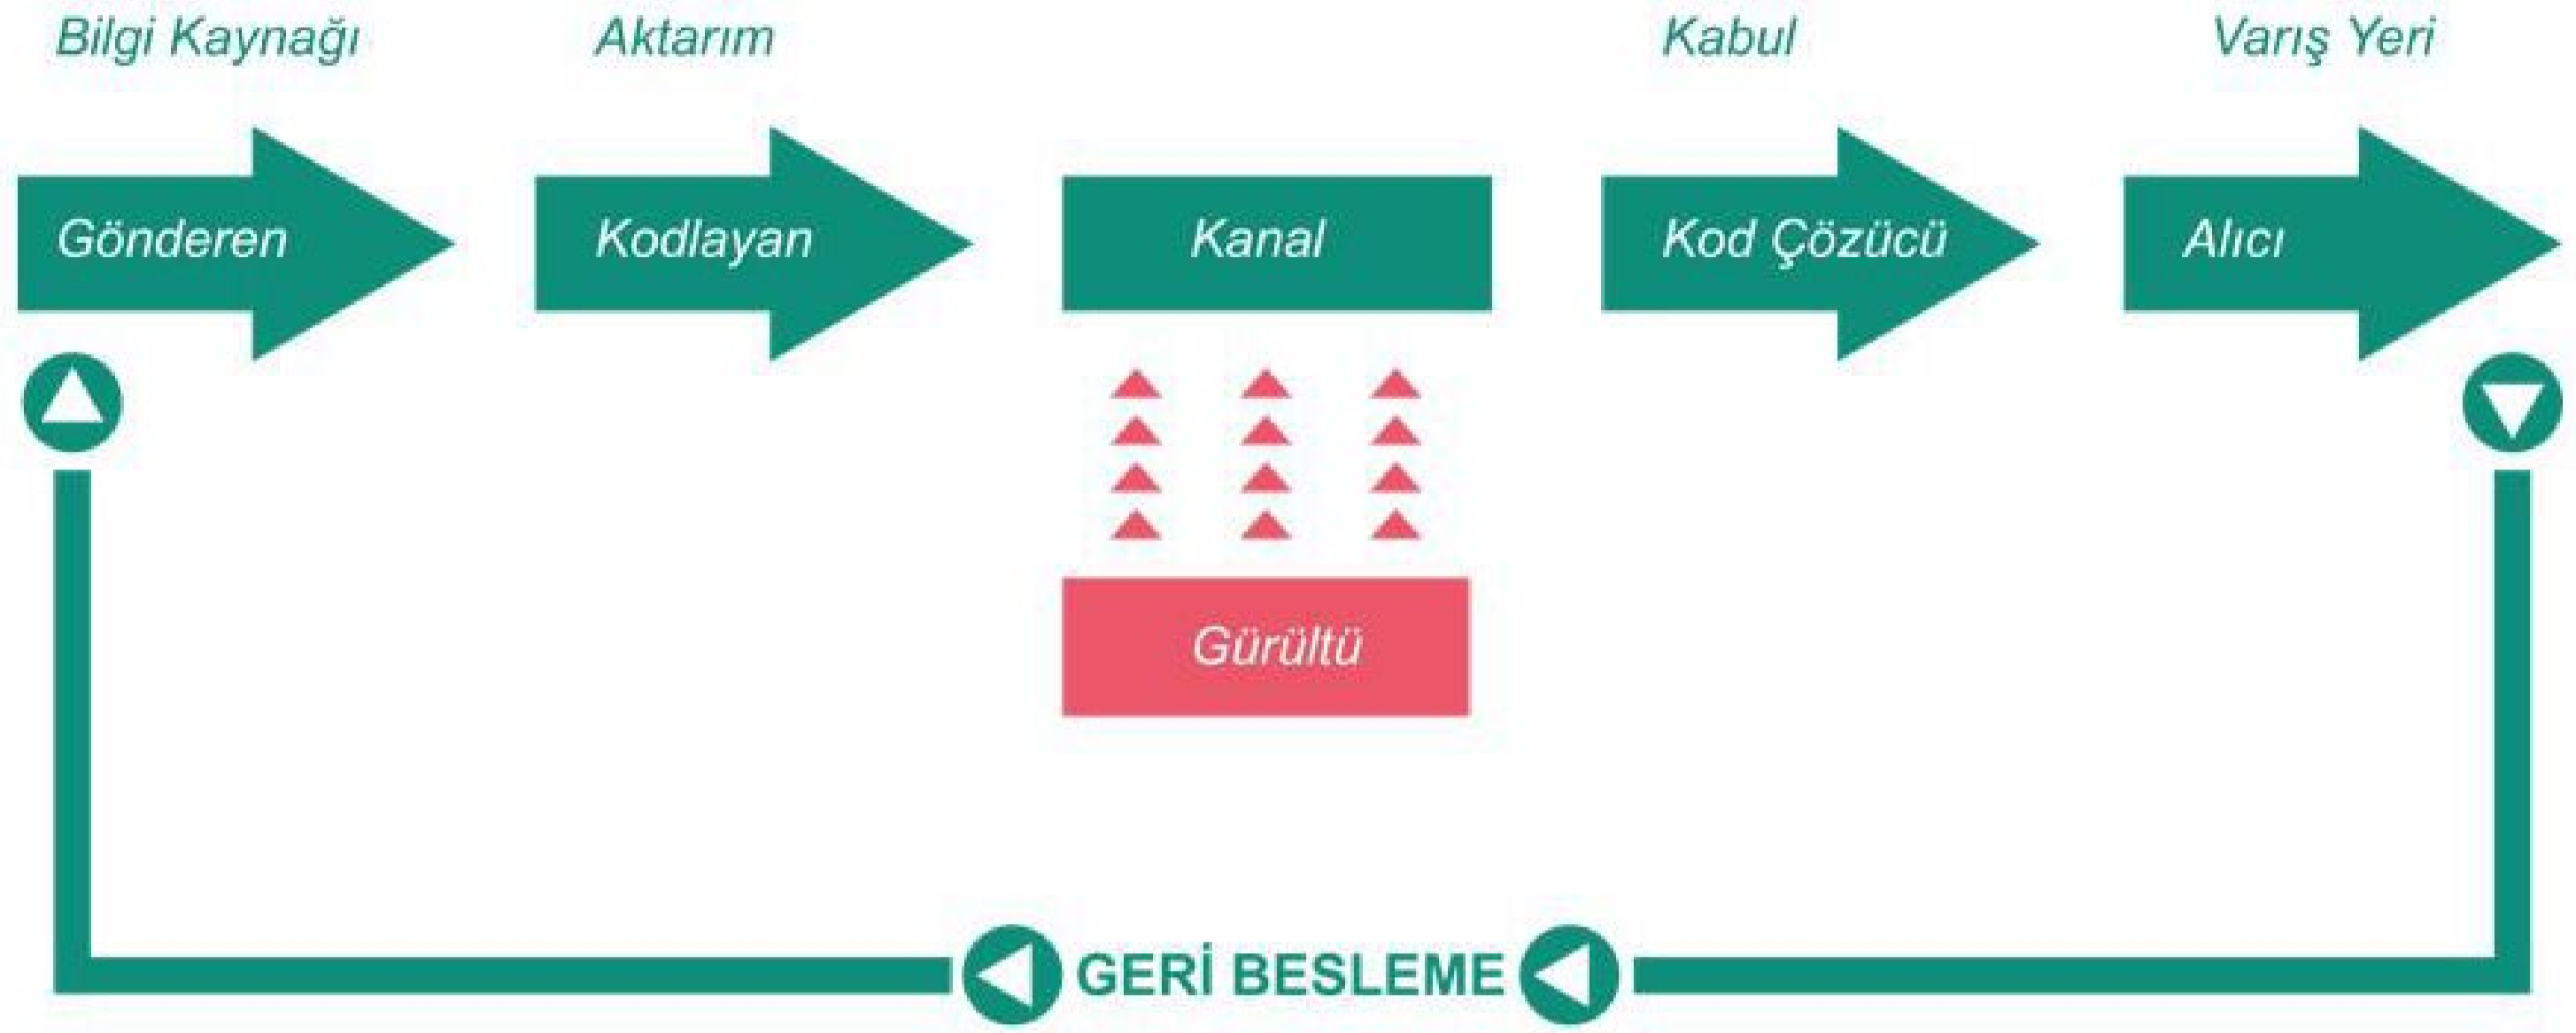 Bilgi Kaynağı
Aktarım
Kabul
Varış Yeri
Gönderen
Kodlayan
Kanal
Kod Çözücü
Alıcı
Gürültü
GERİ BESLEME